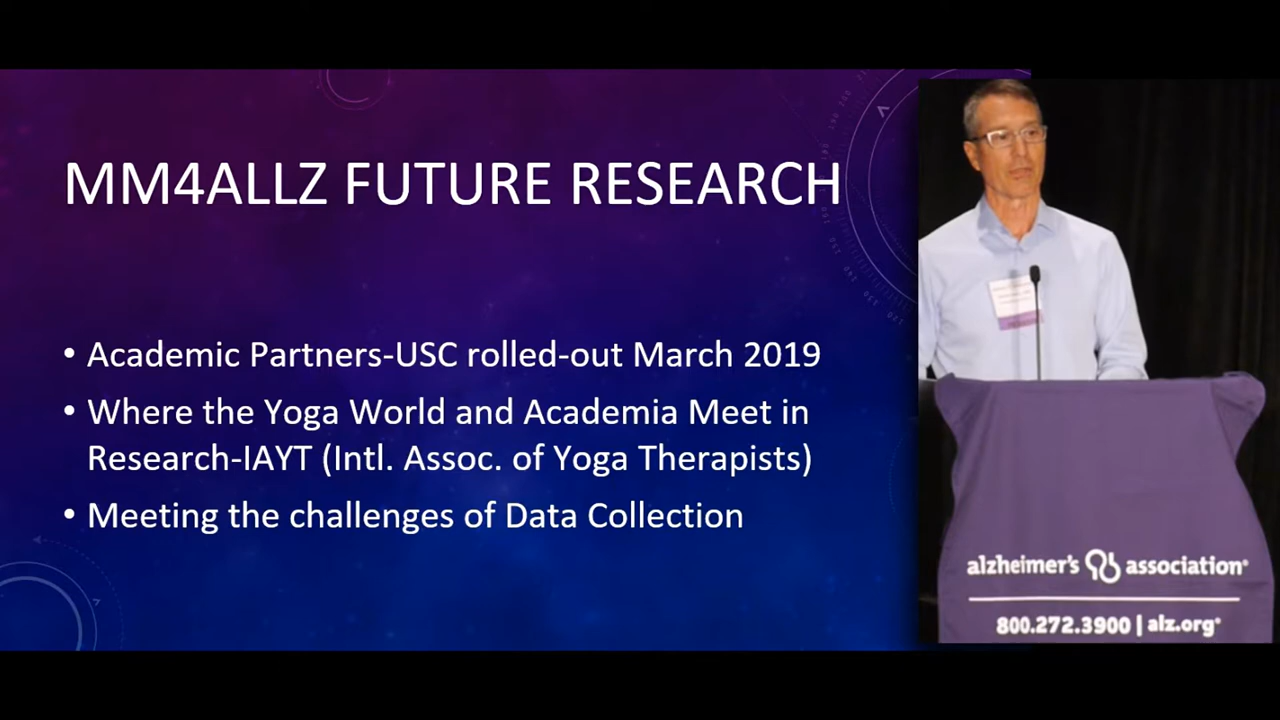 MM4ALLZ FUTURE RESEARCH
• Academic Partners-USC rolled-out March 2019
• Where the Yoga World and Academia Meet in
Research-IAYT (Intl. Assoc. of Yoga Therapists)
• Meeting the challenges of Data Collection
alzheimer's association®
800.272.3900 | alz.org®